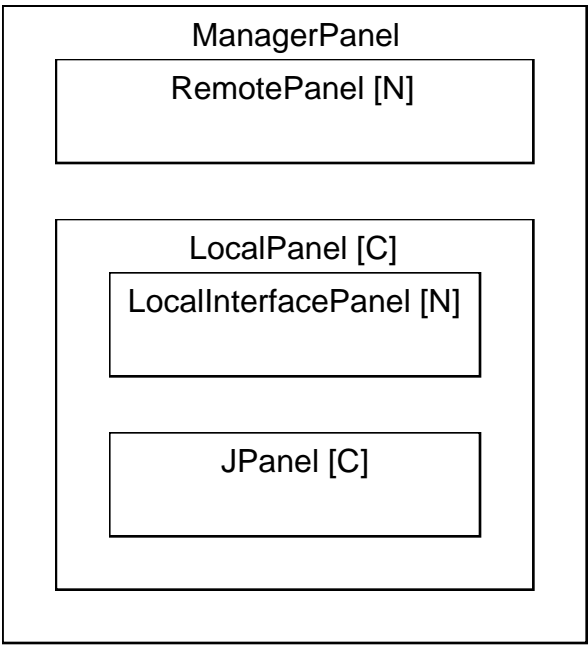 ManagerPanel
RemotePanel [N]
LocalPanel [C]
LocalInterfacePanel [N]
JPanel [C]